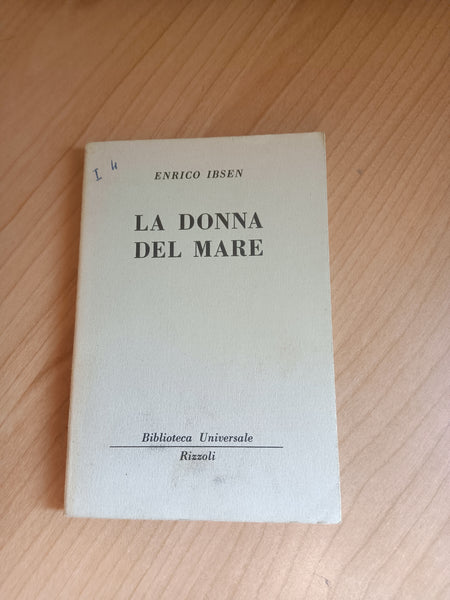 I 4
ENRICO IBSEN
LA DONNA
DEL MARE
Biblioteca Universale
Rizzoli